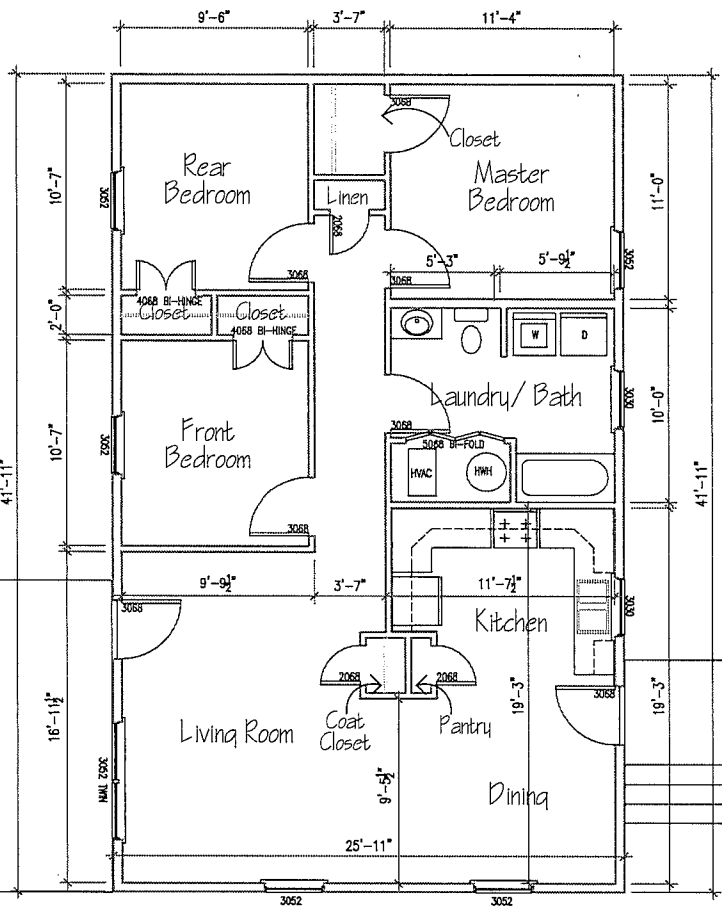 9'-6" 3'-7" 11'-4"
3068
Closet
Rear
Bedroom
Master
Bedroom
10'-7"
3052
11'-0"
Linen
2068
5'-3" 5'-9½"
3052
3068
3068
4068 BI-HINGE
Closet
Closet
4068 BI-HINGE
2'-0"
W D
Laundry/ Bath
3030
10'-0"
3068
5068 BI-FOLD
HVAC
HWH
Front
Bedroom
3052
10'-7"
3068
41'-11"
41'-11"
9'-9½" 3'-7" 11'-7½"
3068
Kitchen
3030
2068
2068
3068
19'-3"
19'-3"
16'-11½"
Living Room
Coat
Closet
Pantry
9'-5½"
3052 TWN
Dining
25'-11"
3052
3052